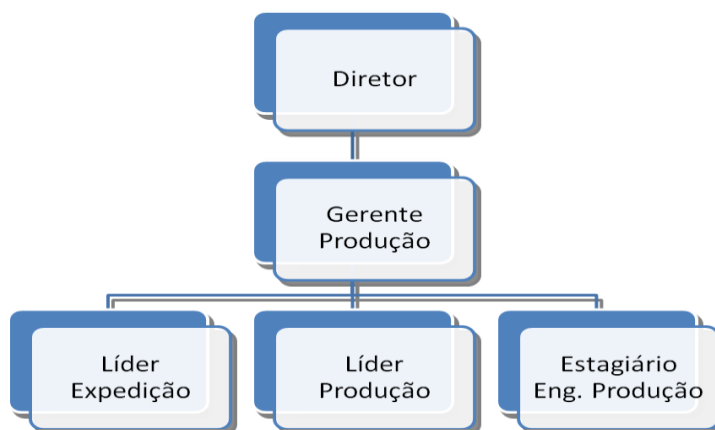 Diretor
Gerente
Produção
Líder
Expedição
Líder
Produção
Estagiário
Eng. Produção